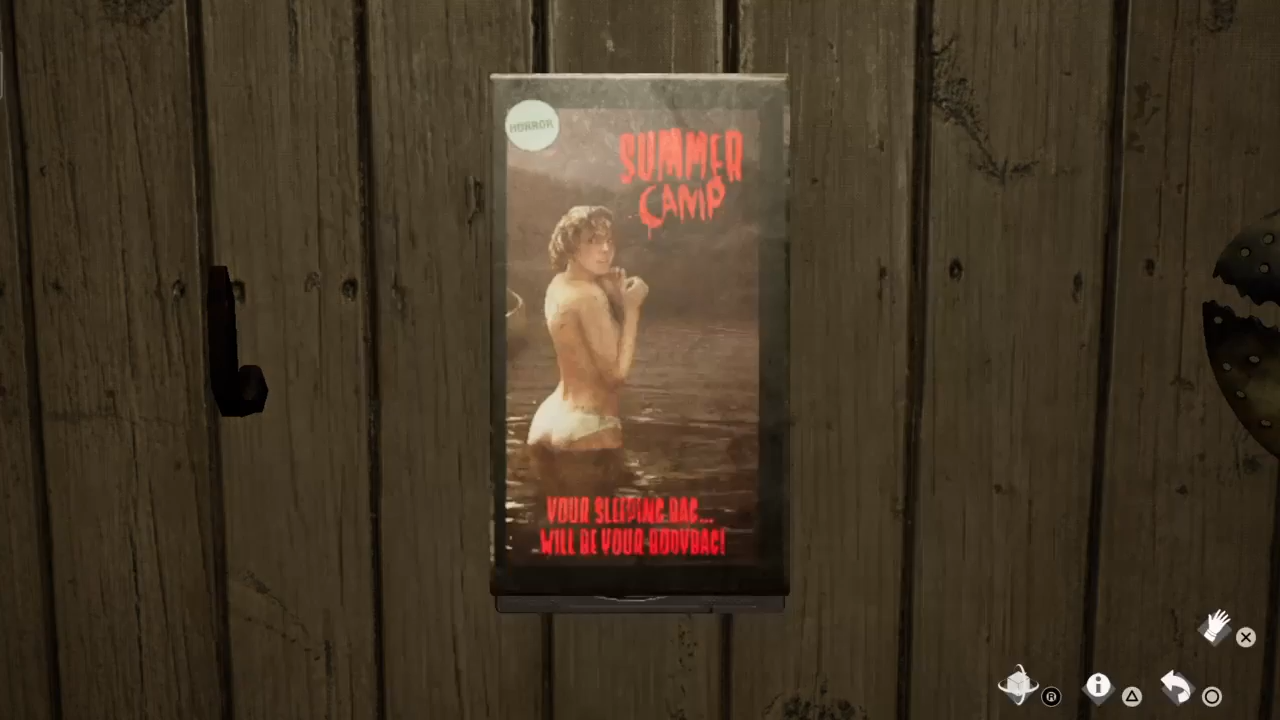 HORROR
SUMMER
CAMP
YOUR SLEEPING BAG...
WILL BE YOUR BODYBAG!
R